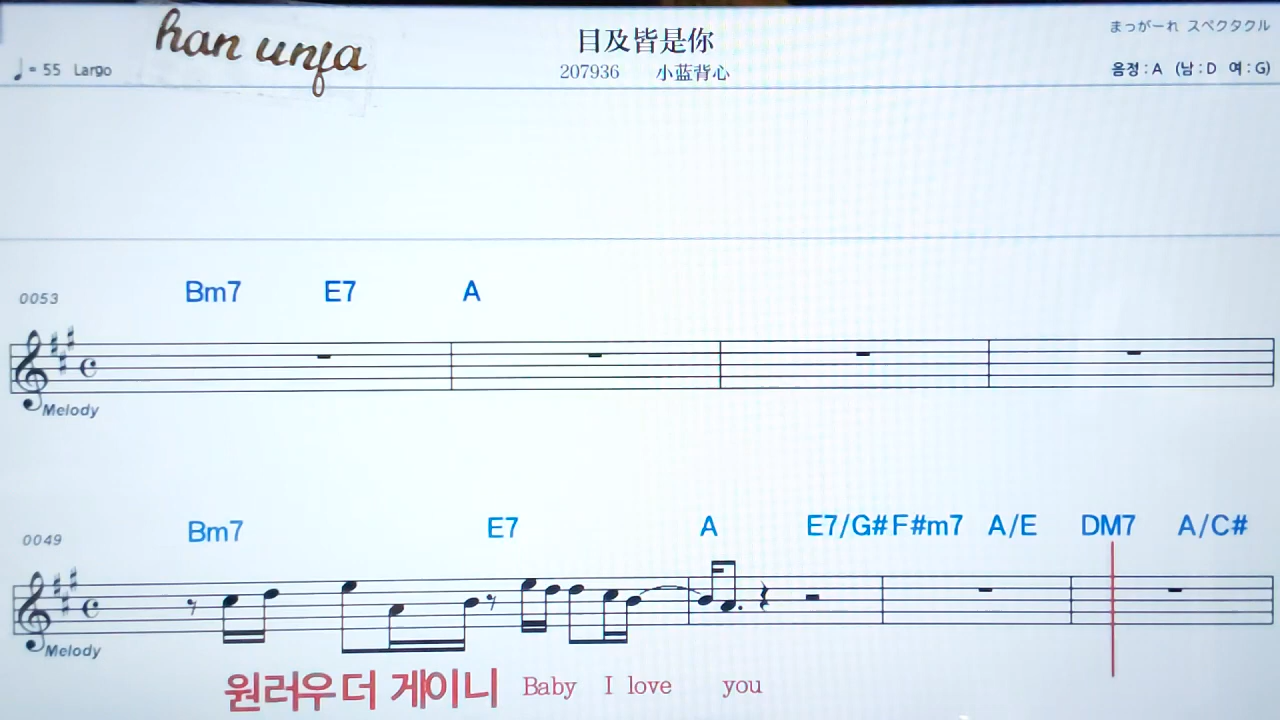 han unfa
目及皆是你
まっがーれ スペクタクル
♩= 55 Largo
207936 小蓝背心
음정 : A (남 : D 여 : G)
0053 Bm7 E7 A
Melody
0049 Bm7 E7 A E7/G# F#m7 A/E DM7 A/C#
Melody
원러우더 게이니 Baby I love you